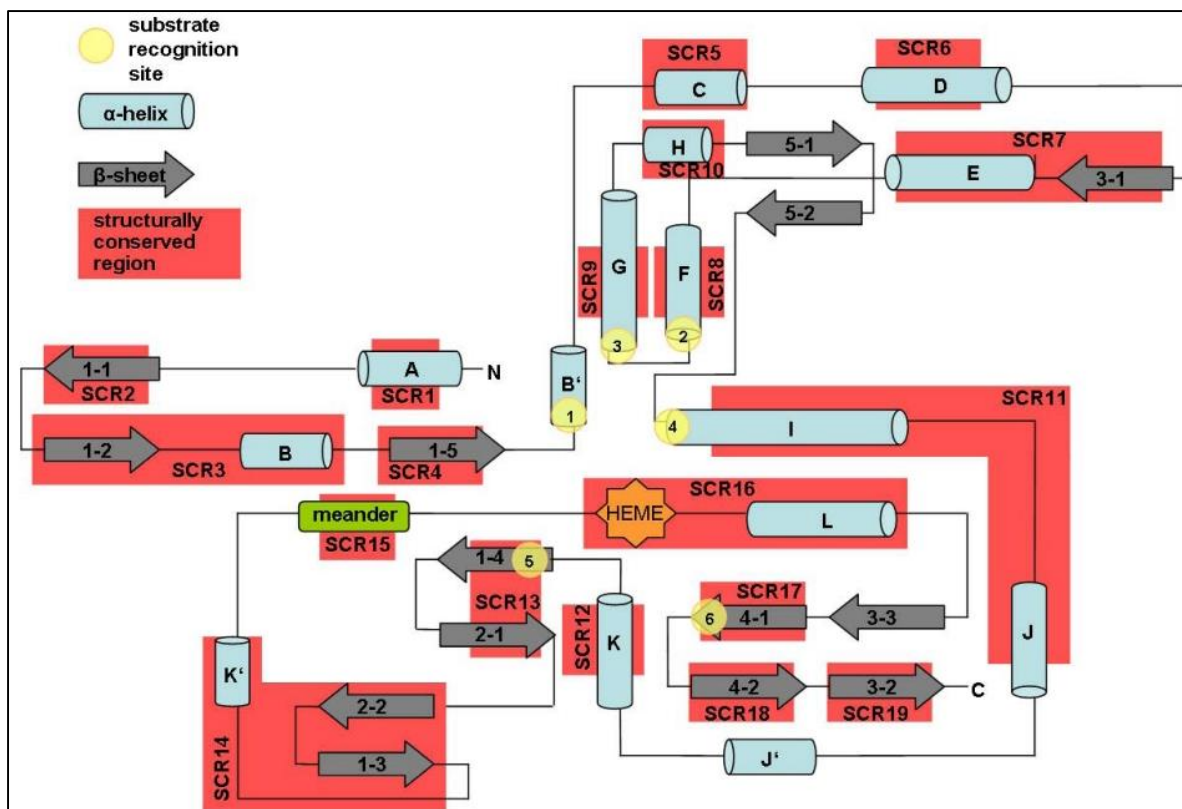 substrate
recognition
site
α-helix
β-sheet
structurally
conserved
region
SCR5
C
SCR6
D
H
SCR10
5-1
SCR7
E
3-1
5-2
SCR9
G
F
SCR8
3
2
1-1
SCR2
A
SCR1
N
B‘
1
1-2
SCR3
B
SCR4
1-5
4
I
SCR11
meander
SCR15
HEME
SCR16
L
1-4
5
SCR13
2-1
SCR12
K
SCR17
6
4-1
3-3
J
K‘
2-2
SCR14
1-3
4-2
SCR18
3-2
SCR19
C
J‘